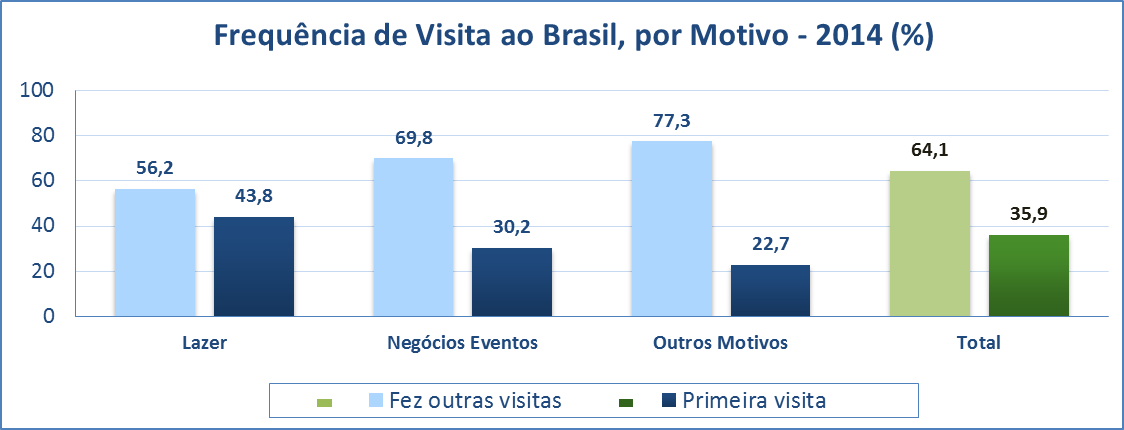 Frequência de Visita ao Brasil, por Motivo - 2014 (%)
100
80
60
40
20
0
56,2
43,8
69,8
30,2
77,3
22,7
64,1
35,9
Lazer
Negócios Eventos
Outros Motivos
Total
Fez outras visitas
Primeira visita